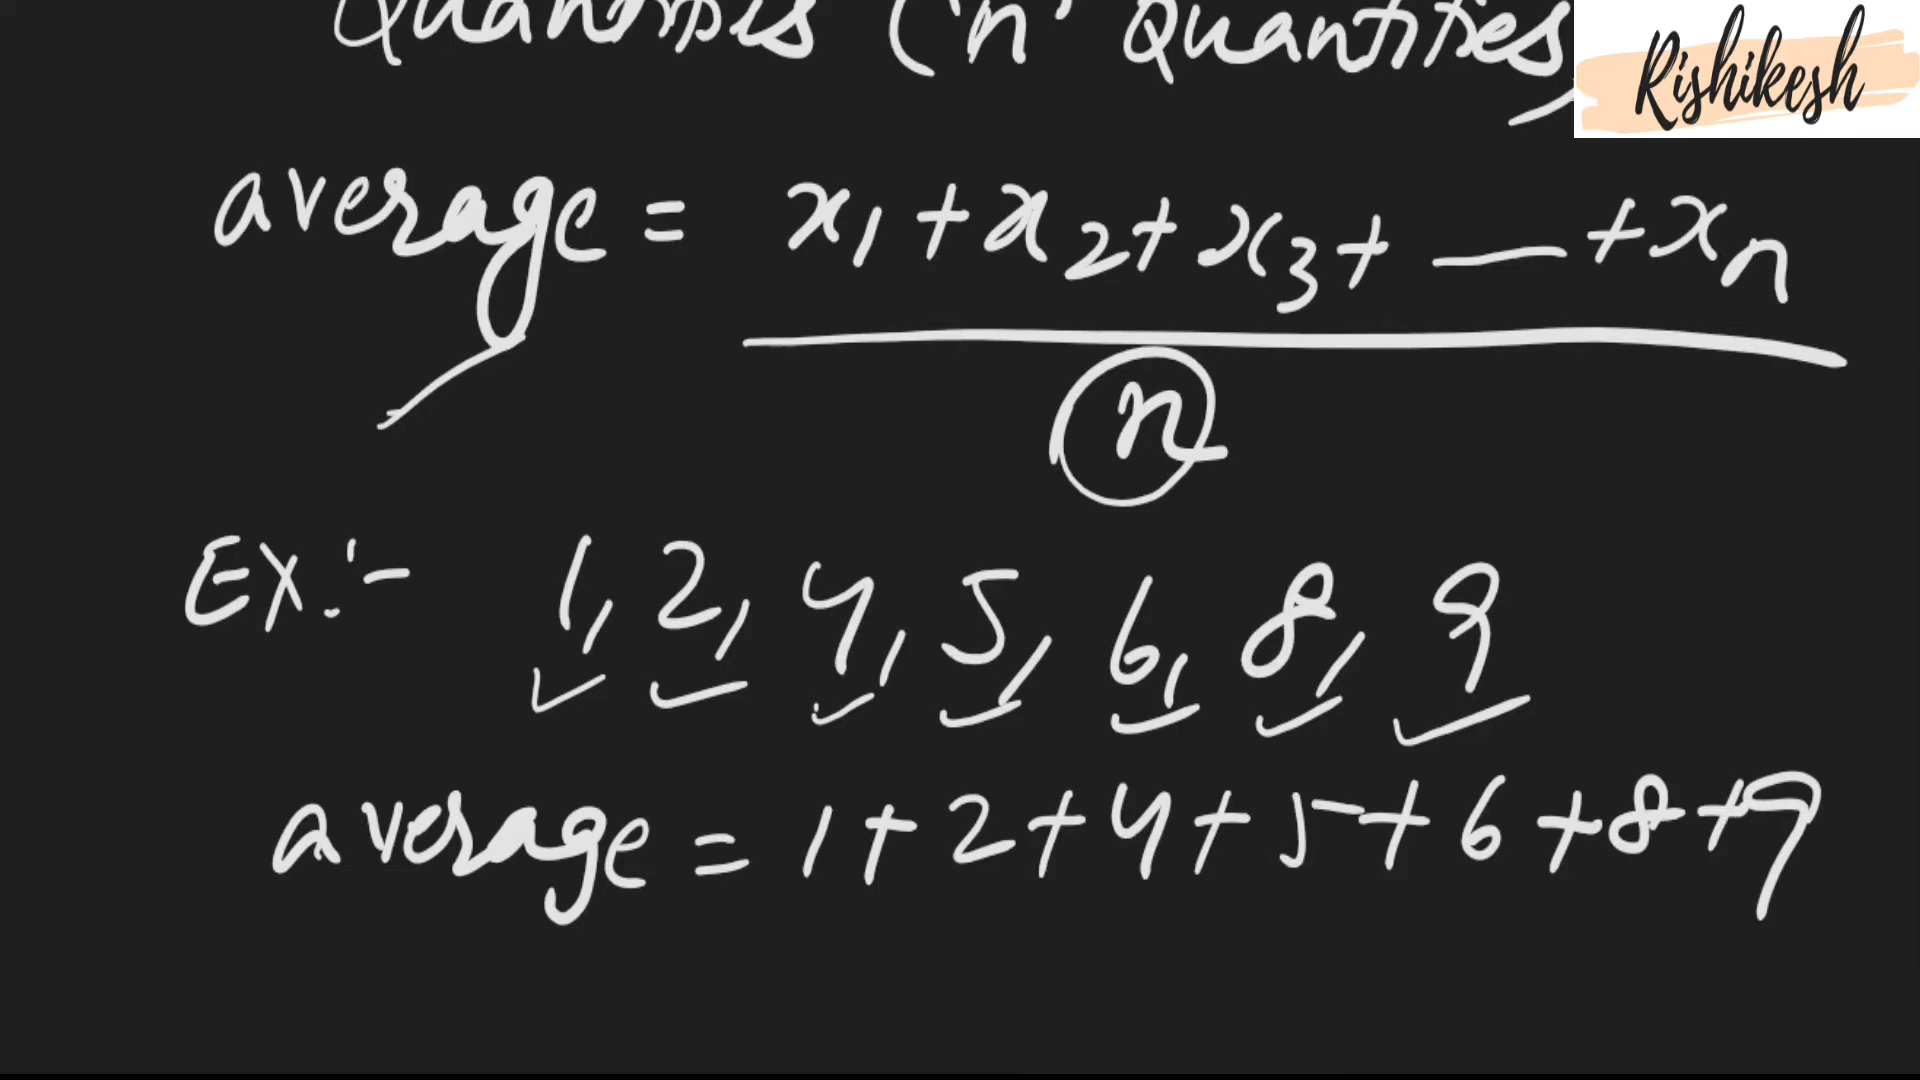 ('n' Quantities)
Rishikesh
average = x₁ + x₂ + x₃ + — + xₙ
n
Ex:- 1, 2, 4, 5, 6, 8, 9
average = 1 + 2 + 4 + 5 + 6 + 8 + 9